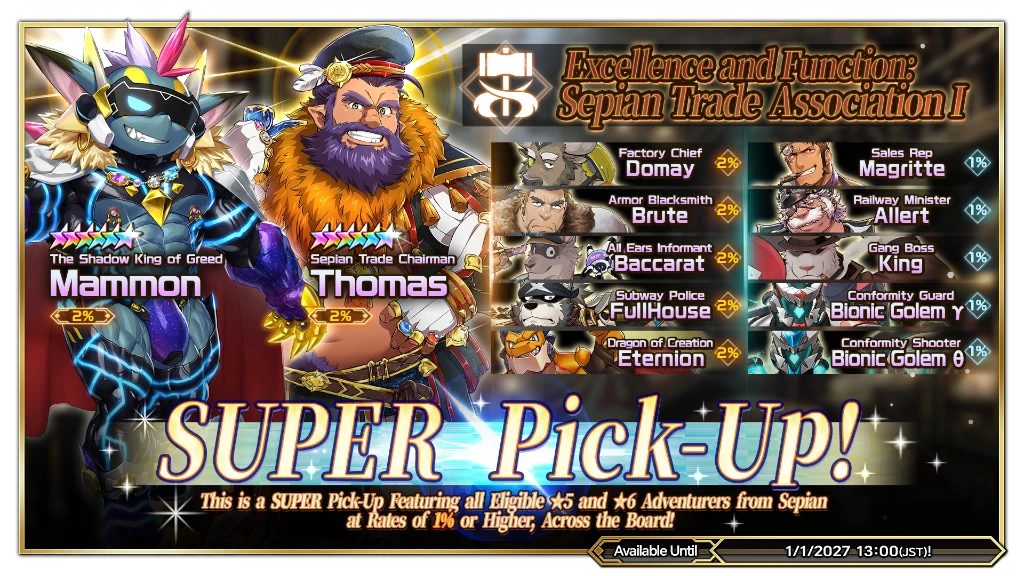 Excellence and Function:
Sepian Trade Association I
The Shadow King of Greed
Mammon
2%
Sepian Trade Chairman
Thomas
2%
Factory Chief
Domay
2%
Armor Blacksmith
Brute
2%
All Ears Informant
Baccarat
2%
Subway Police
FullHouse
2%
Dragon of Creation
Eternion
2%
Sales Rep
Magritte
1%
Railway Minister
Allert
1%
Gang Boss
King
1%
Conformity Guard
Bionic Golem γ
1%
Conformity Shooter
Bionic Golem θ
1%
SUPER Pick-Up!
This is a SUPER Pick-Up Featuring all Eligible ★5 and ★6 Adventurers from Sepian
at Rates of 1% or Higher, Across the Board!
Available Until
1/1/2027 13:00(JST)!